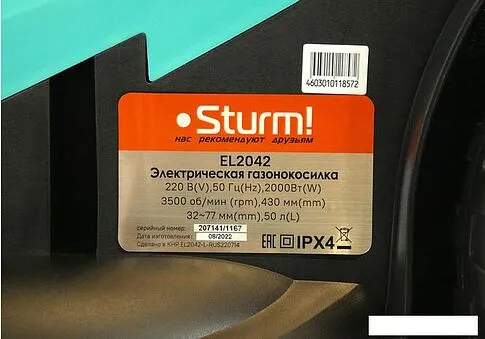 4603010118572
Sturm!
нас рекомендуют друзьям
EL2042
Электрическая газонокосилка
220 В(V),50 Гц(Hz),2000Вт(W)
3500 об/мин (rpm),430 мм(mm)
32~77 мм(mm),50 л(L)
серийный номер: 207141/1167
Дата изготовления: 08/2022
Сделано в КНР EL2042-L-RUS220714
EAC IPX4